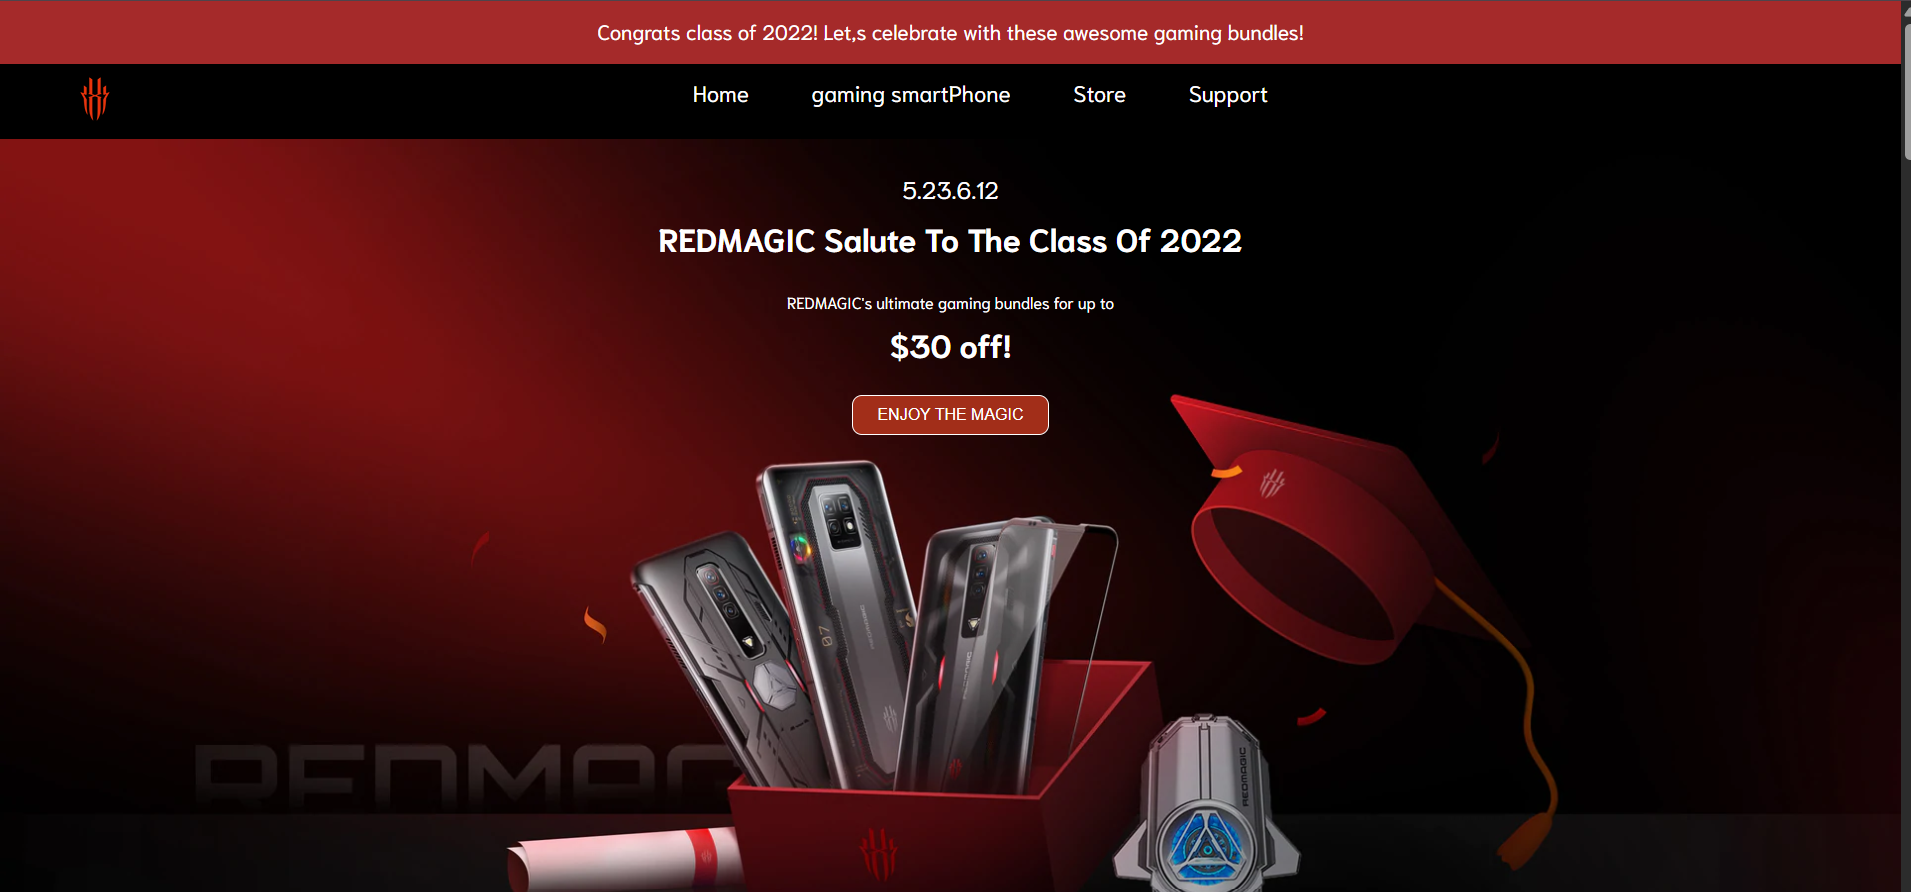 Congrats class of 2022! Let,s celebrate with these awesome gaming bundles!
Home gaming smartPhone Store Support
5.23.6.12
REDMAGIC Salute To The Class Of 2022
REDMAGIC's ultimate gaming bundles for up to
$30 off!
ENJOY THE MAGIC
07
REDMAGIC
REDMAG
REDMAGIC